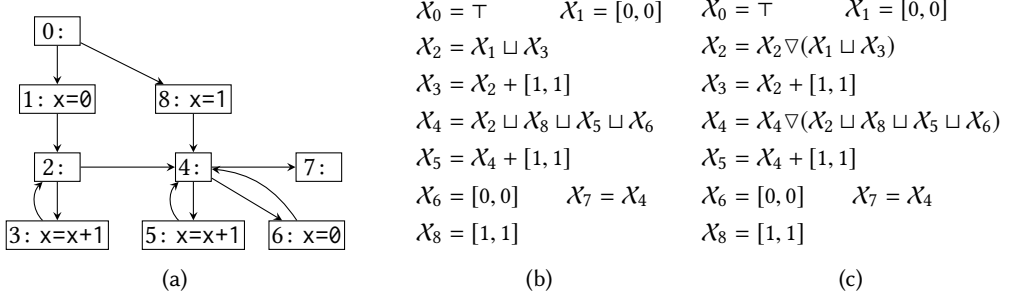 0:
1: x=0
8: x=1
2:
4:
7:
3: x=x+1
5: x=x+1
6: x=0
(a)
𝒳₀ = ⊤ 𝒳₁ = [0, 0]
𝒳₂ = 𝒳₁ ⊔ 𝒳₃
𝒳₃ = 𝒳₂ + [1, 1]
𝒳₄ = 𝒳₂ ⊔ 𝒳₈ ⊔ 𝒳₅ ⊔ 𝒳₆
𝒳₅ = 𝒳₄ + [1, 1]
𝒳₆ = [0, 0] 𝒳₇ = 𝒳₄
𝒳₈ = [1, 1]
(b)
𝒳₀ = ⊤ 𝒳₁ = [0, 0]
𝒳₂ = 𝒳₂ ▽ (𝒳₁ ⊔ 𝒳₃)
𝒳₃ = 𝒳₂ + [1, 1]
𝒳₄ = 𝒳₄ ▽ (𝒳₂ ⊔ 𝒳₈ ⊔ 𝒳₅ ⊔ 𝒳₆)
𝒳₅ = 𝒳₄ + [1, 1]
𝒳₆ = [0, 0] 𝒳₇ = 𝒳₄
𝒳₈ = [1, 1]
(c)